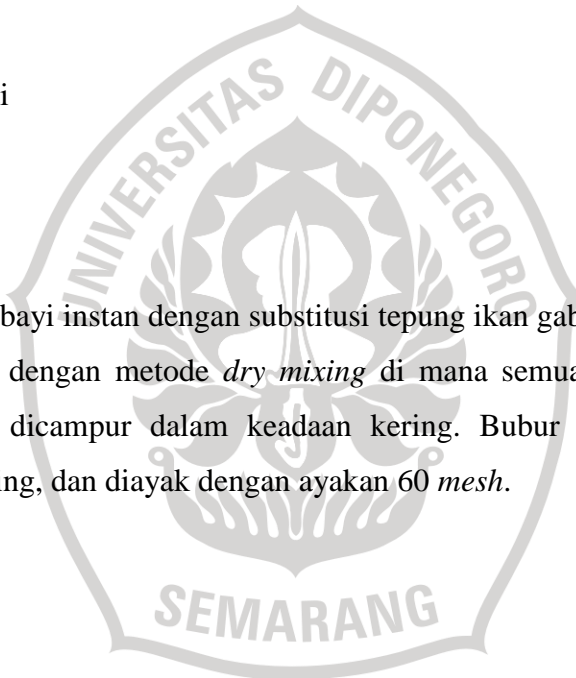 i
UNIVERSITAS DIPONEGORO
bayi instan dengan substitusi tepung ikan gab
dengan metode dry mixing di mana semua
dicampur dalam keadaan kering. Bubur
ing, dan diayak dengan ayakan 60 mesh.
SEMARANG